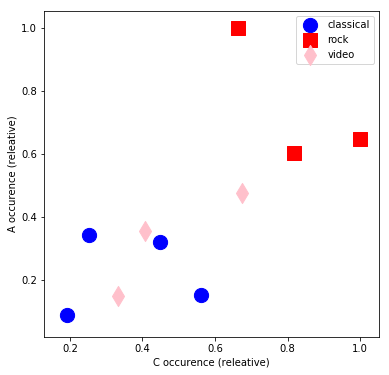 classical
rock
video
1.0
0.8
0.6
0.4
0.2
A occurence (releative)
0.2 0.4 0.6 0.8 1.0
C occurence (releative)